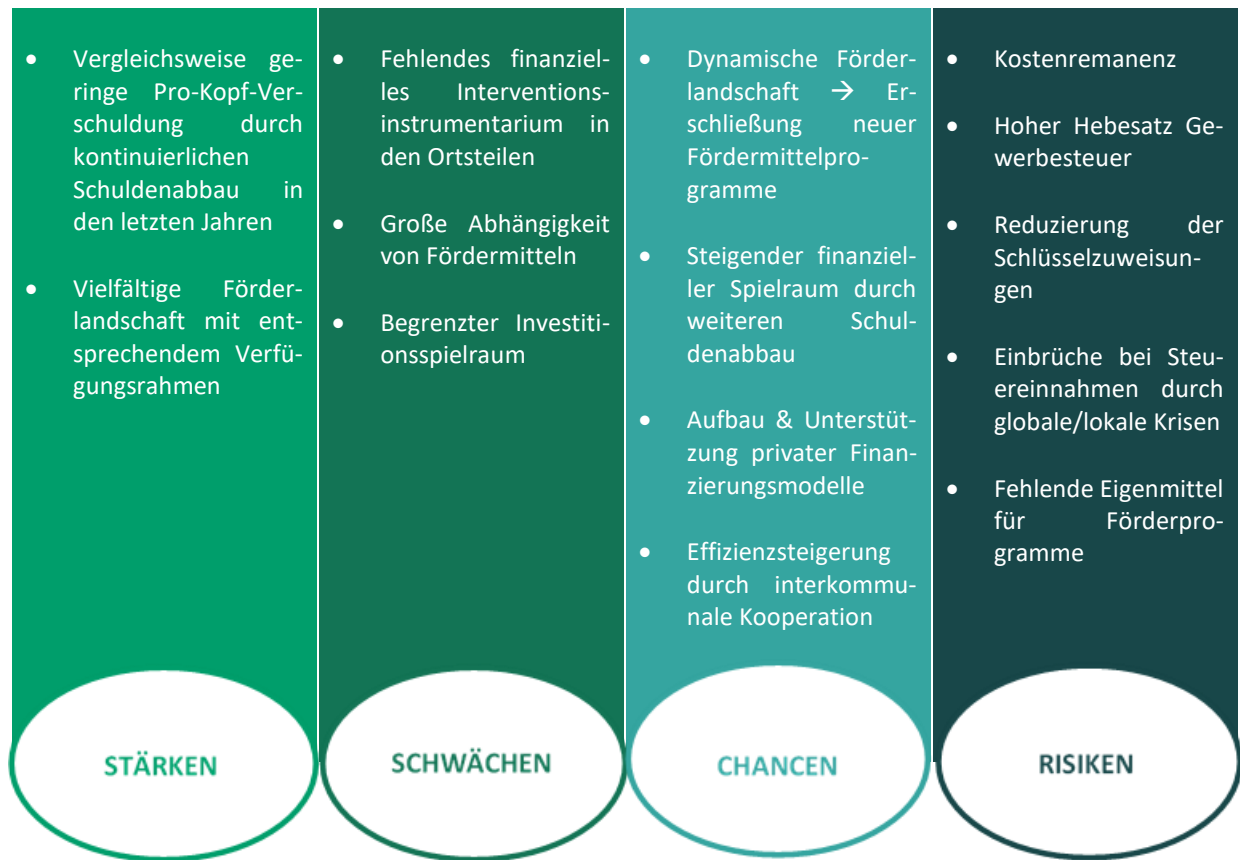 • Vergleichsweise ge-
ringe Pro-Kopf-Ver-
schuldung durch
kontinuierlichen
Schuldenabbau in
den letzten Jahren
• Vielfältige Förder-
landschaft mit ent-
sprechendem Verfü-
gungsrahmen
STÄRKEN
• Fehlendes finanziel-
les Interventions-
instrumentarium in
den Ortsteilen
• Große Abhängigkeit
von Fördermitteln
• Begrenzter Investiti-
onsspielraum
SCHWÄCHEN
• Dynamische Förder-
landschaft → Er-
schließung neuer
Fördermittelpro-
gramme
• Steigender finanziel-
ler Spielraum durch
weiteren Schul-
denabbau
• Aufbau & Unterstüt-
zung privater Finan-
zierungsmodelle
• Effizienzsteigerung
durch interkommu-
nale Kooperation
CHANCEN
• Kostenremanenz
• Hoher Hebesatz Ge-
werbesteuer
• Reduzierung der
Schlüsselzuweisun-
gen
• Einbrüche bei Steu-
ereinnahmen durch
globale/lokale Krisen
• Fehlende Eigenmittel
für Förderpro-
gramme
RISIKEN